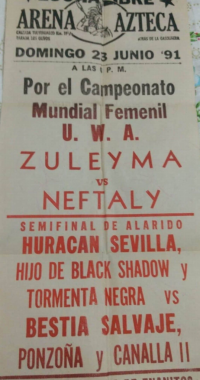 ARENA AZTECA
DOMINGO 23 JUNIO '91
A LAS P.M.
Por el Campeonato
Mundial Femenil
U. W. A.
ZULEYMA
VS
NEFTALY
SEMIFINAL DE ALARIDO
HURACAN SEVILLA,
HIJO DE BLACK SHADOW y
TORMENTA NEGRA vs
BESTIA SALVAJE,
PONZOÑA y CANALLA II